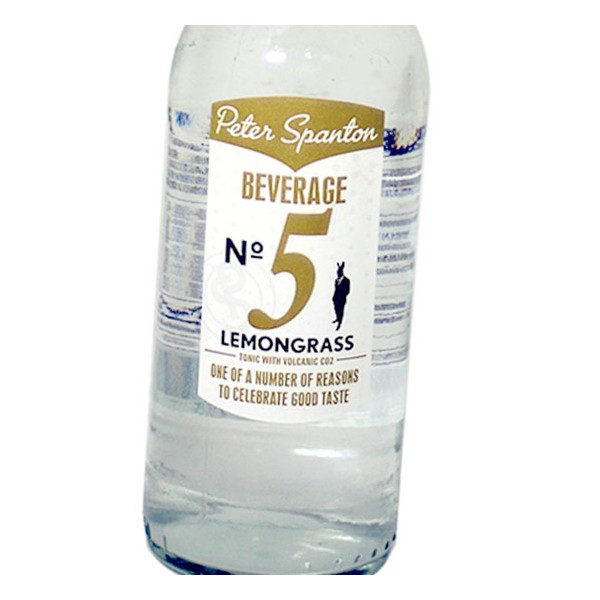 Peter Spanton
BEVERAGE
Nº 5
LEMONGRASS
TONIC WITH VOLCANIC CO2
ONE OF A NUMBER OF REASONS
TO CELEBRATE GOOD TASTE